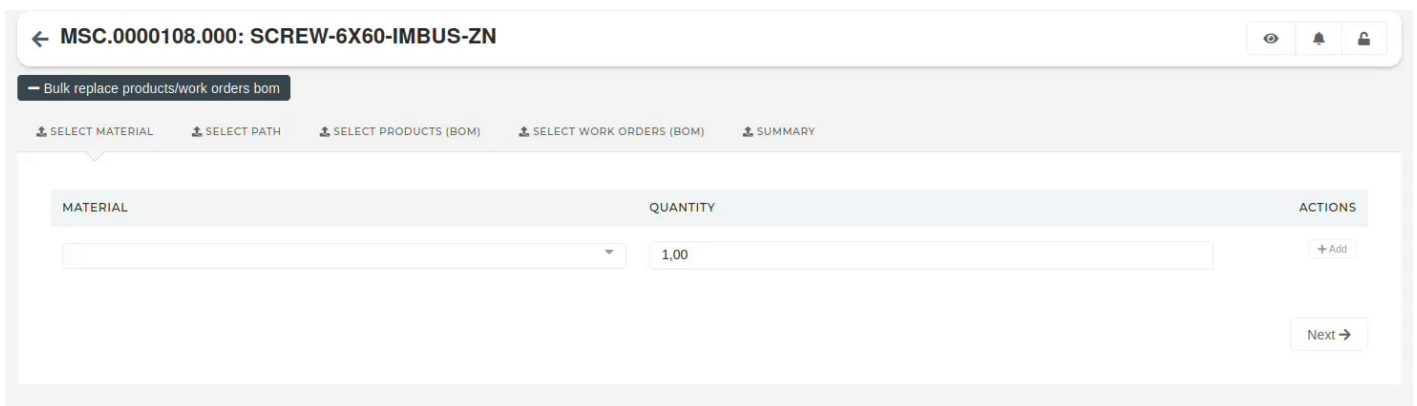 MSC.0000108.000: SCREW-6X60-IMBUS-ZN
Bulk replace products/work orders bom
SELECT MATERIAL SELECT PATH SELECT PRODUCTS (BOM) SELECT WORK ORDERS (BOM) SUMMARY
MATERIAL QUANTITY ACTIONS
1,00 + Add
Next